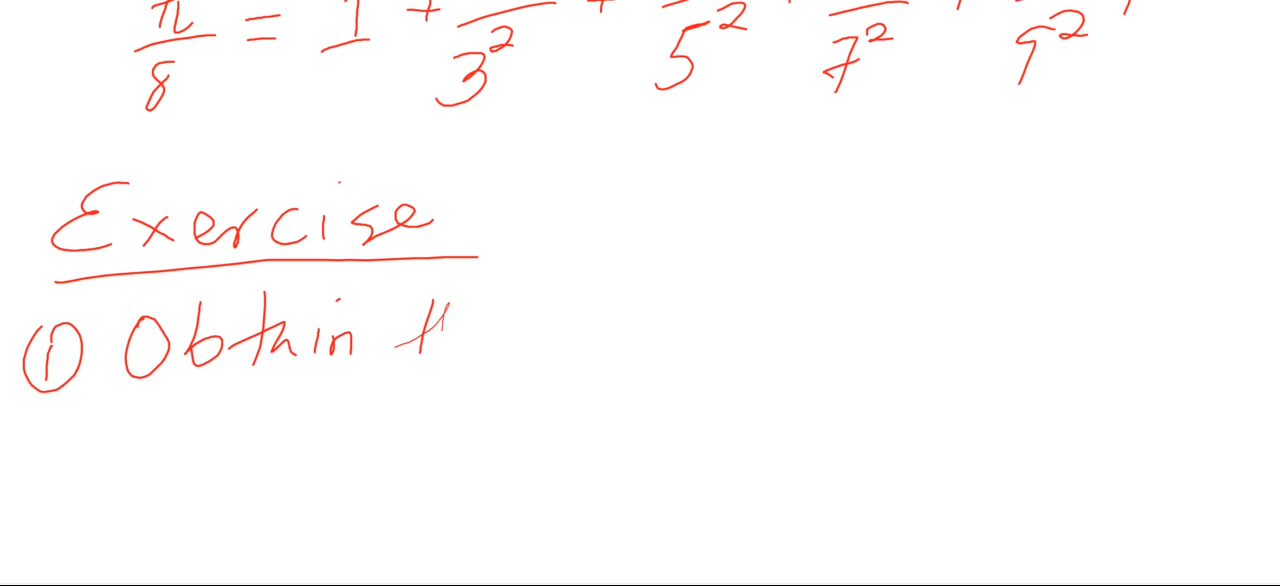 π/8 = 1 + /3² + /5² /7² /9²
Exercise
① Obtain